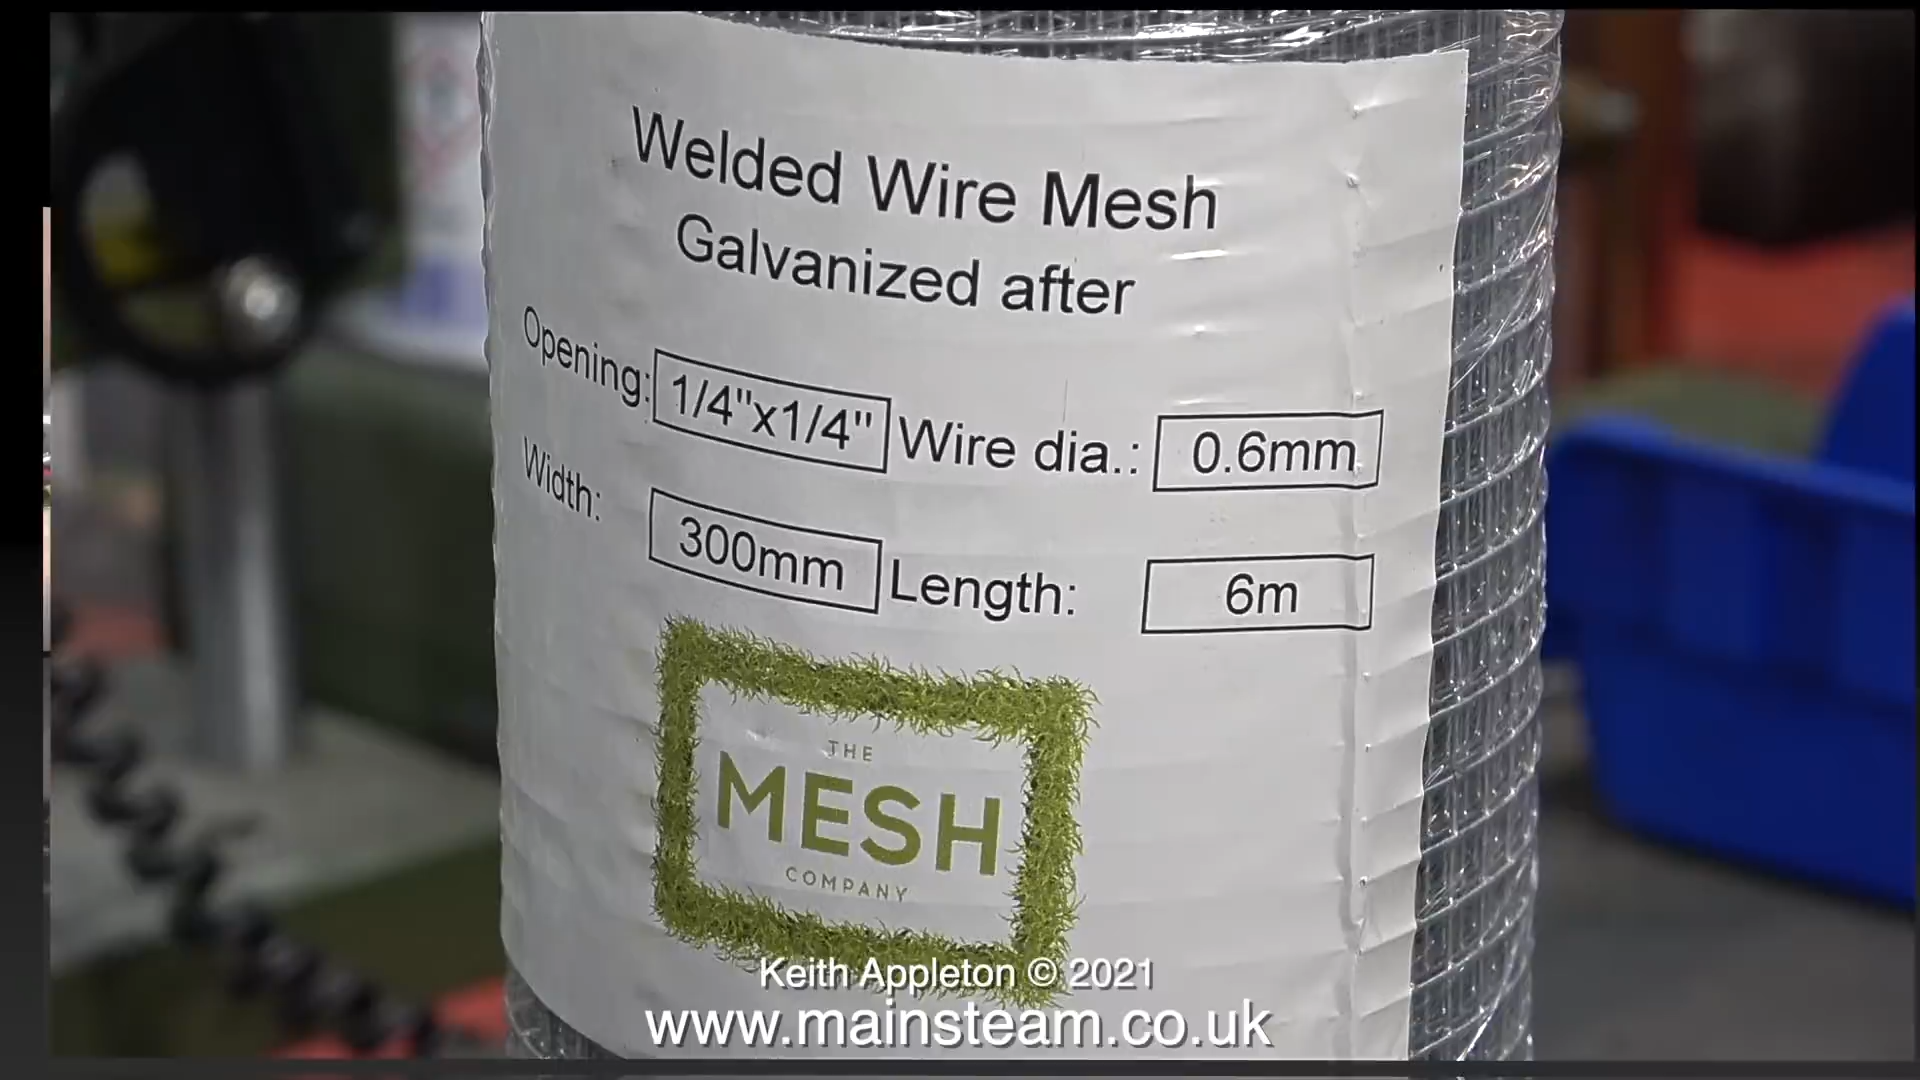 Welded Wire Mesh
Galvanized after
Opening: 1/4"x1/4" Wire dia.: 0.6mm
Width: 300mm Length: 6m
THE
MESH
COMPANY
Keith Appleton © 2021
www.mainsteam.co.uk